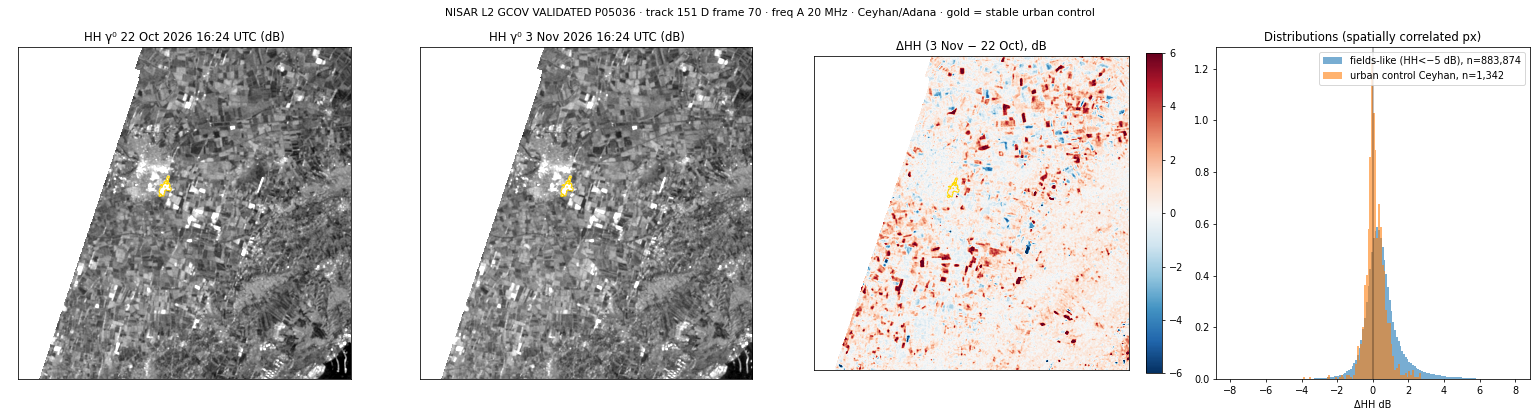 NISAR L2 GCOV VALIDATED P05036 · track 151 D frame 70 · freq A 20 MHz · Ceyhan/Adana · gold = stable urban control
HH γ⁰ 22 Oct 2026 16:24 UTC (dB)
HH γ⁰ 3 Nov 2026 16:24 UTC (dB)
ΔHH (3 Nov − 22 Oct), dB
6
4
2
0
−2
−4
−6
Distributions (spatially correlated px)
fields-like (HH<−5 dB), n=883,874
urban control Ceyhan, n=1,342
1.2
1.0
0.8
0.6
0.4
0.2
0.0
−8 −6 −4 −2 0 2 4 6 8
ΔHH dB